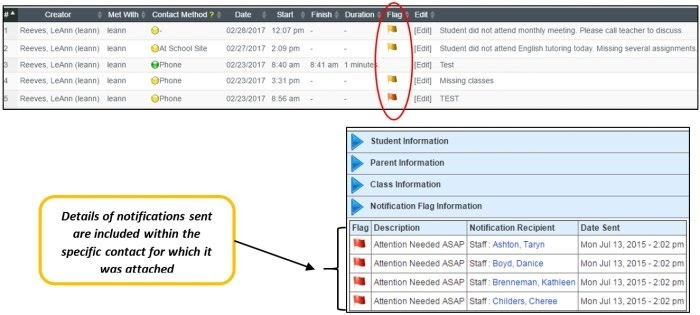 # Creator Met With Contact Method ? Date Start Finish Duration Flag Edit
1 Reeves, LeAnn (leann) leann - 02/28/2017 12:07 pm - - [Edit] Student did not attend monthly meeting. Please call teacher to discuss.
2 Reeves, LeAnn (leann) leann At School Site 02/27/2017 2:09 pm - - [Edit] Student did not attend English tutoring today. Missing several assignments.
3 Reeves, LeAnn (leann) leann Phone 02/23/2017 8:40 am 8:41 am 1 minutes [Edit] Test
4 Reeves, LeAnn (leann) leann Phone 02/23/2017 3:31 pm - - [Edit] Missing classes
5 Reeves, LeAnn (leann) leann Phone 02/23/2017 8:56 am - - [Edit] TEST
Student Information
Parent Information
Class Information
Notification Flag Information
Flag Description Notification Recipient Date Sent
Attention Needed ASAP Staff : Ashton, Taryn Mon Jul 13, 2015 - 2:02 pm
Attention Needed ASAP Staff : Boyd, Danice Mon Jul 13, 2015 - 2:02 pm
Attention Needed ASAP Staff : Brenneman, Kathleen Mon Jul 13, 2015 - 2:02 pm
Attention Needed ASAP Staff : Childers, Cheree Mon Jul 13, 2015 - 2:02 pm
Details of notifications sent
are included within the
specific contact for which it
was attached